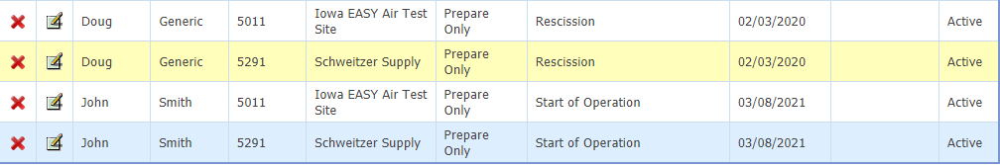 Doug Generic 5011 Iowa EASY Air Test Site Prepare Only Rescission 02/03/2020 Active
Doug Generic 5291 Schweitzer Supply Prepare Only Rescission 02/03/2020 Active
John Smith 5011 Iowa EASY Air Test Site Prepare Only Start of Operation 03/08/2021 Active
John Smith 5291 Schweitzer Supply Prepare Only Start of Operation 03/08/2021 Active